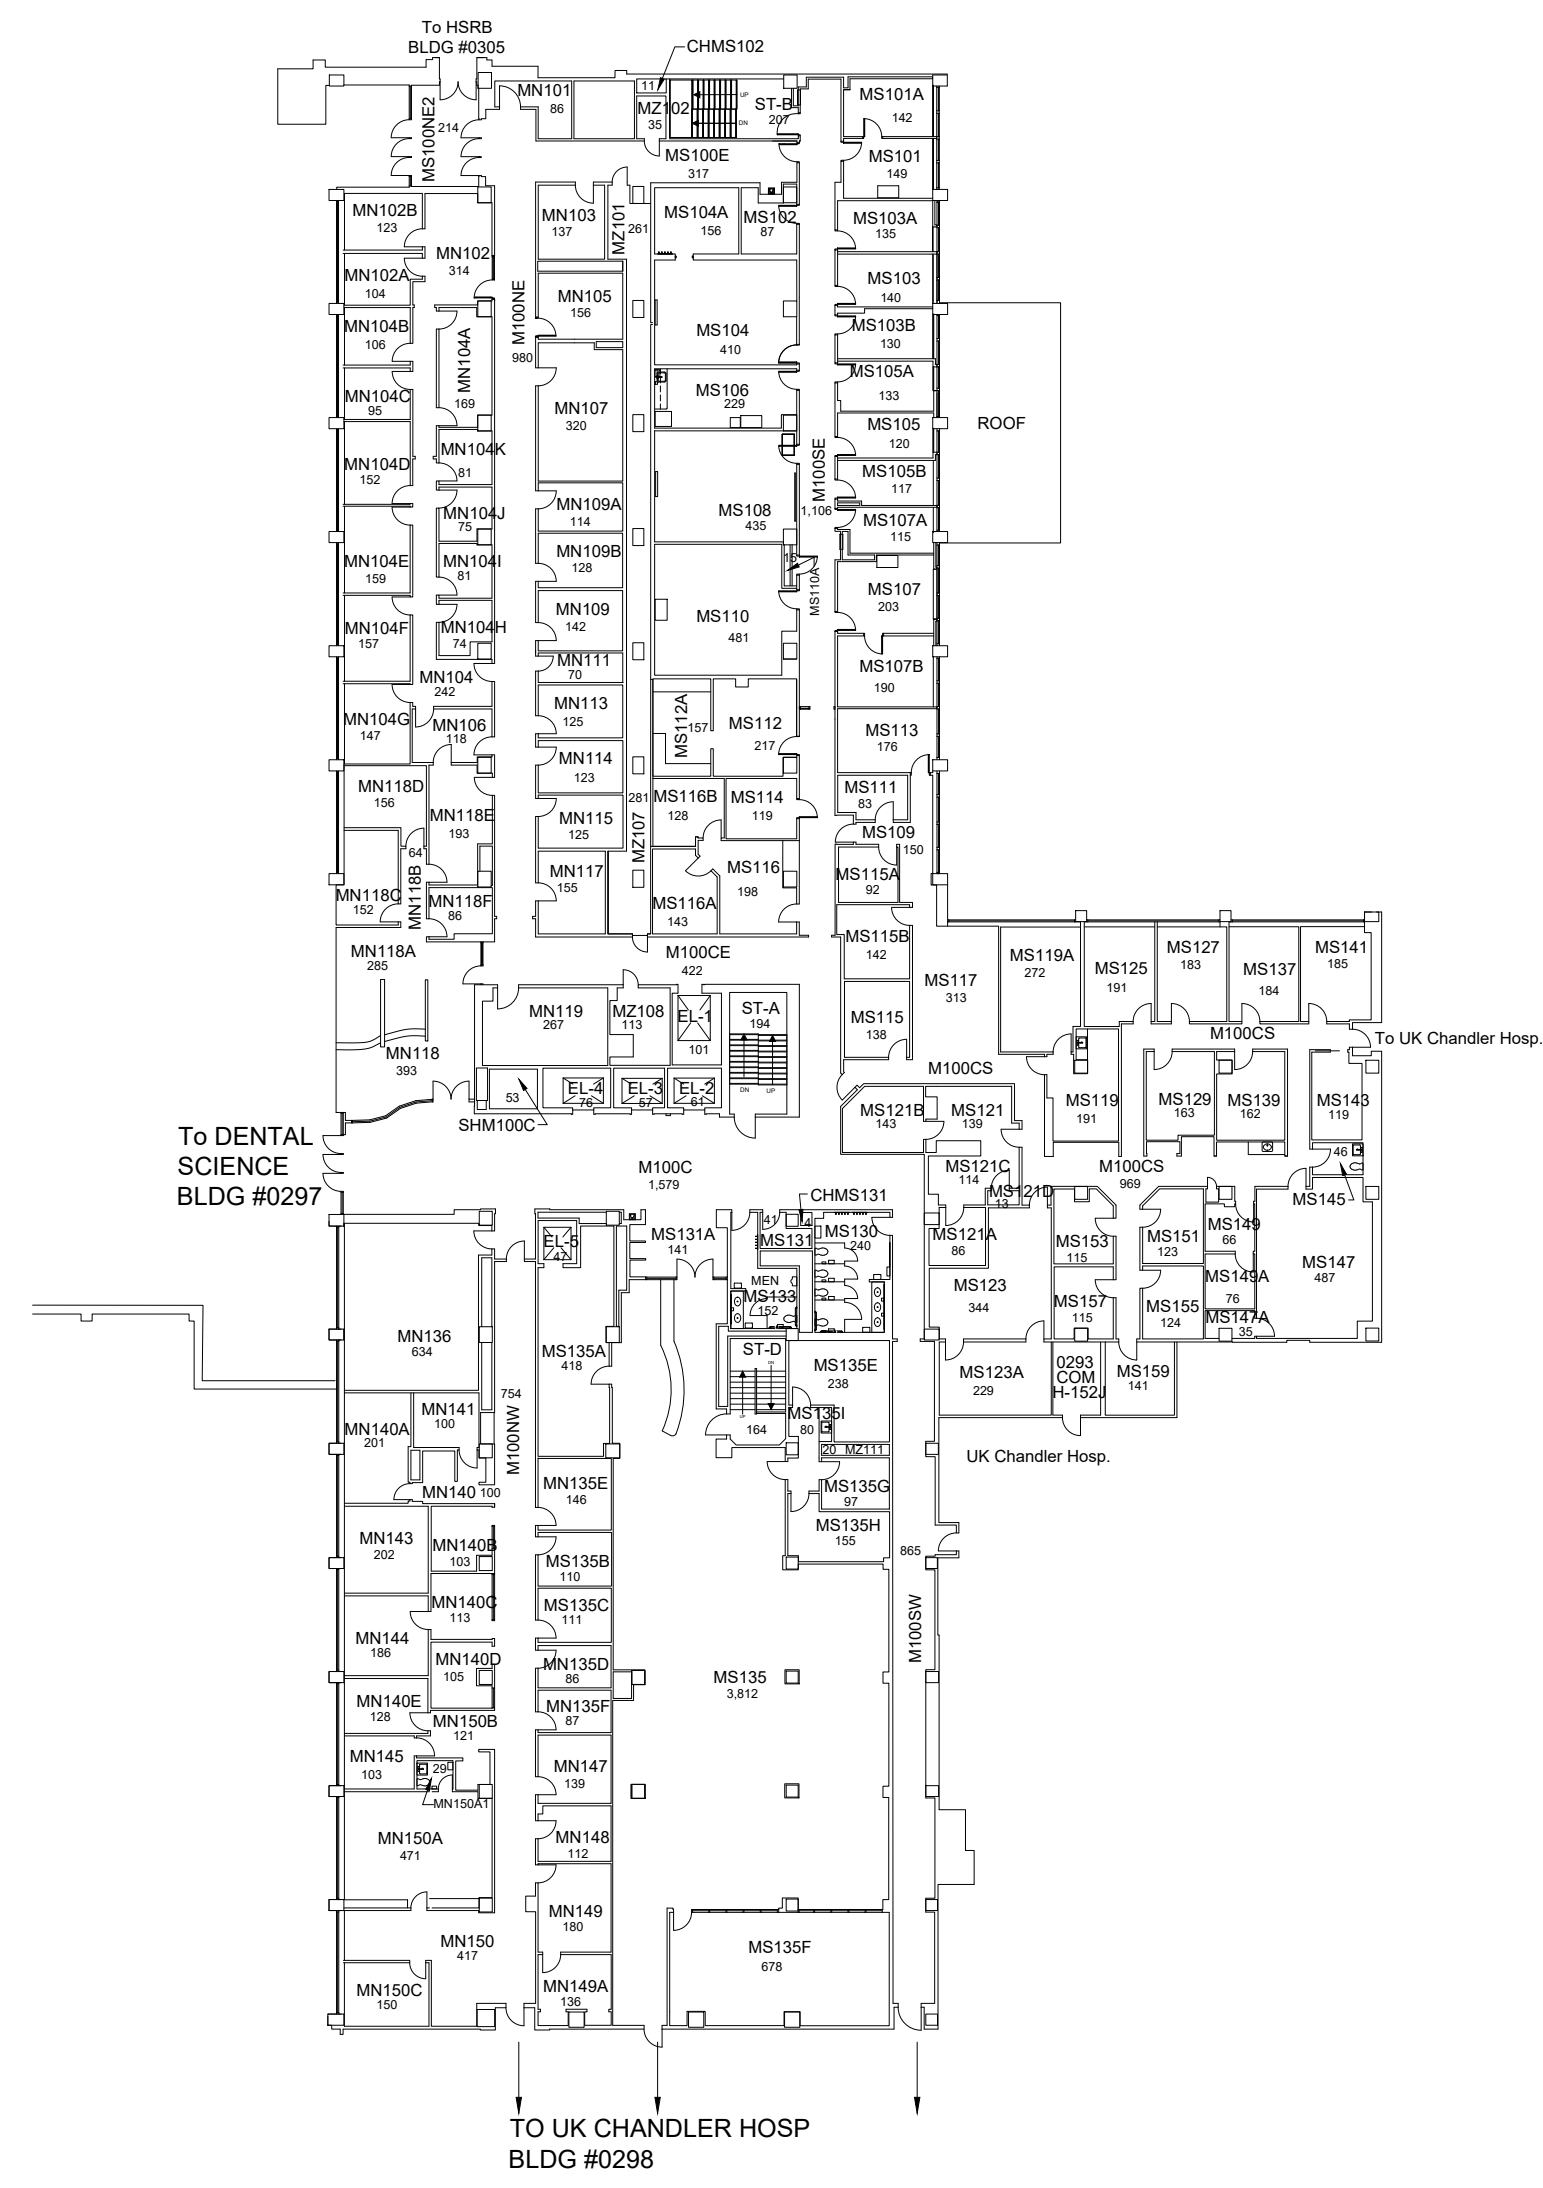 To HSRB
BLDG #0305
CHMS102
MN101
86
11
MZ102
35
UP
DN
ST-B
207
MS101A
142
MS100NE2
214
MS100E
317
MS101
149
MN102B
123
MN102
314
MN103
137
MZ101
261
MS104A
156
MS102
87
MS103A
135
MN102A
104
M100NE
980
MN105
156
MS103
140
MN104B
106
MN104A
169
MS104
410
MS103B
130
MN104C
95
MN107
320
MS106
229
MS105A
133
MS105
120
ROOF
MN104D
152
MN104K
81
M100SE
1,106
MS105B
117
MN104J
75
MN109A
114
MS108
435
MS107A
115
MN104E
159
MN104I
81
MN109B
128
15
MS110A
MS107
203
MN104F
157
MN104H
74
MN109
142
MS110
481
MN104
242
MN111
70
MS107B
190
MN104G
147
MN106
118
MN113
125
MS112A
157
MS112
217
MS113
176
MN118D
156
MN118E
193
MN114
123
MS116B
128
MS114
119
MS111
83
MN115
125
281
MZ107
MS109
150
64
MN118B
MN118C
152
MN118F
86
MN117
155
MS116A
143
MS116
198
MS115A
92
MN118A
285
M100CE
422
MS115B
142
MS117
313
MS119A
272
MS125
191
MS127
183
MS137
184
MS141
185
MN119
267
MZ108
113
EL-1
101
ST-A
194
DN
UP
MS115
138
M100CS
To UK Chandler Hosp.
MN118
393
M100CS
53
EL-4
76
EL-3
57
EL-2
61
SHM100C
MS121B
143
MS121
139
MS119
191
MS129
163
MS139
162
MS143
119
To DENTAL
SCIENCE
BLDG #0297
M100C
1,579
MS121C
114
MS121D
13
M100CS
969
46
MS145
CHMS131
EL-5
47
MS131A
141
41
4
MS131
MS130
240
MS121A
86
MS153
115
MS151
123
MS149
66
MS147
487
MEN
MS133
152
MS123
344
MS157
115
MS155
124
MS149A
76
MS147A
35
MN136
634
MS135A
418
ST-D
DN
UP
164
MS135E
238
MS123A
229
0293
COM
H-152J
MS159
141
754
M100NW
MN141
100
MN140A
201
MS135I
80
20 MZ111
UK Chandler Hosp.
MN140 100
MN135E
146
MS135G
97
MN143
202
MN140B
103
MS135B
110
MS135H
155
865
M100SW
MN140C
113
MS135C
111
MN144
186
MN140D
105
MN135D
86
MS135
3,812
MN140E
128
MN150B
121
MN135F
87
MN145
103
29
MN150A1
MN147
139
MN150A
471
MN148
112
MN149
180
MN150
417
MS135F
678
MN150C
150
MN149A
136
TO UK CHANDLER HOSP
BLDG #0298